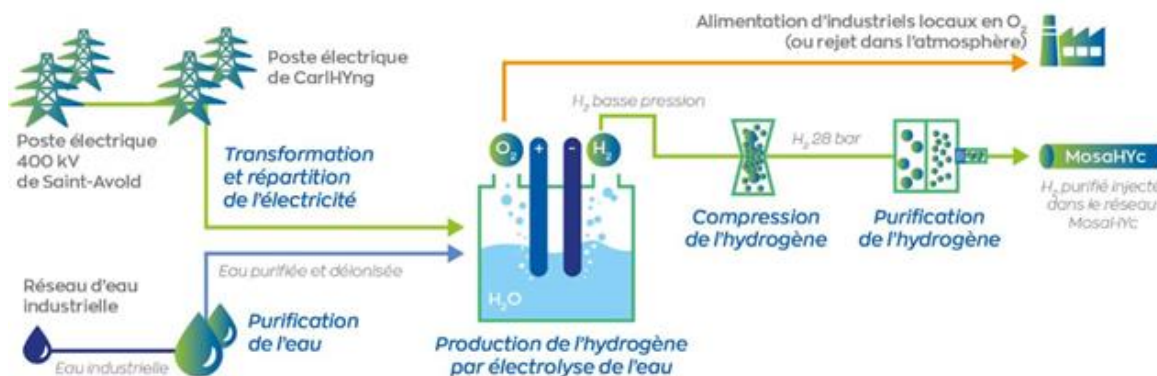 Alimentation d'industriels locaux en O₂
(ou rejet dans l'atmosphère)
Poste électrique
de CarlHYng
Poste électrique
400 kV
de Saint-Avold
Transformation
et répartition
de l'électricité
H₂ basse pression
O₂
+
-
H₂
H₂ 28 bar
MosaHYc
H₂ purifié injecté
dans le réseau
MosaHYc
Compression
de l'hydrogène
Purification
de l'hydrogène
Eau purifiée et déionisée
Réseau d'eau
industrielle
H₂O
Purification
de l'eau
Eau industrielle
Production de l'hydrogène
par électrolyse de l'eau